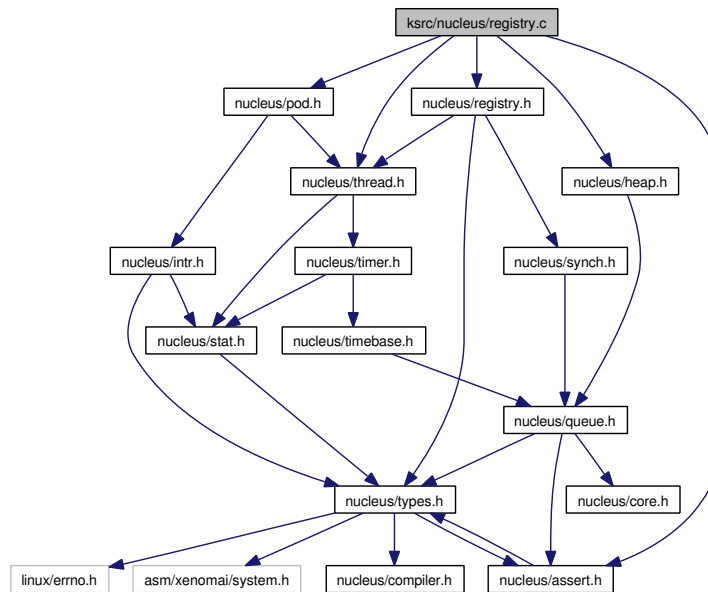 ksrc/nucleus/registry.c
nucleus/pod.h
nucleus/registry.h
nucleus/thread.h
nucleus/heap.h
nucleus/intr.h
nucleus/timer.h
nucleus/synch.h
nucleus/stat.h
nucleus/timebase.h
nucleus/queue.h
nucleus/types.h
nucleus/core.h
linux/errno.h
asm/xenomai/system.h
nucleus/compiler.h
nucleus/assert.h